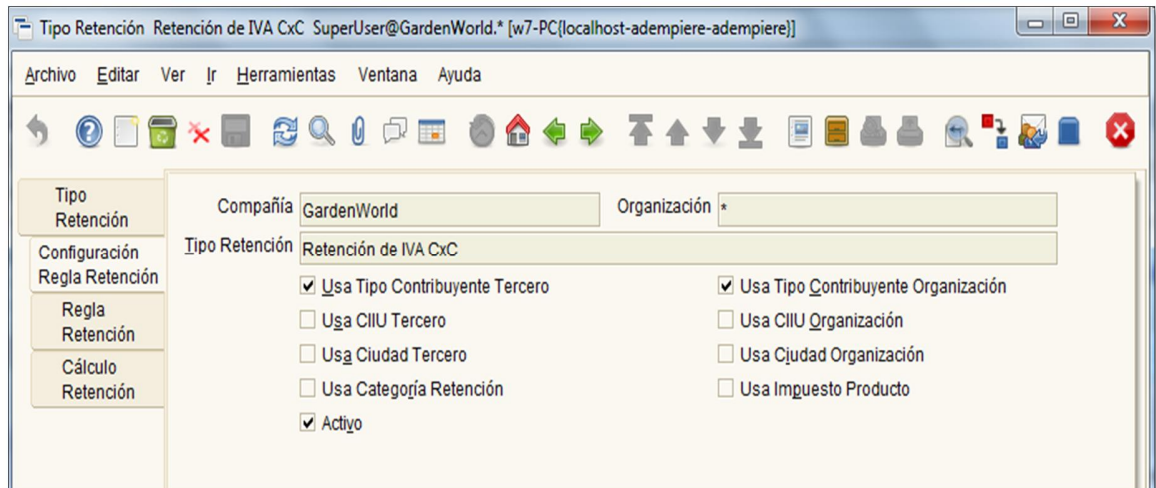 Tipo Retención Retención de IVA CxC SuperUser@GardenWorld.* [w7-PC{localhost-adempiere-adempiere}]
Archivo Editar Ver Ir Herramientas Ventana Ayuda
Tipo
Retención
Configuración
Regla Retención
Regla
Retención
Cálculo
Retención
Compañía GardenWorld Organización *
Tipo Retención Retención de IVA CxC
Usa Tipo Contribuyente Tercero Usa Tipo Contribuyente Organización
Usa CIIU Tercero Usa CIIU Organización
Usa Ciudad Tercero Usa Ciudad Organización
Usa Categoría Retención Usa Impuesto Producto
Activo